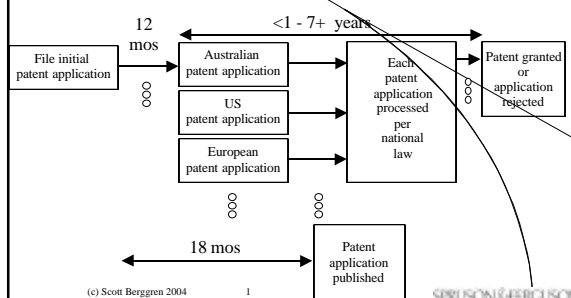 12
mos
<1 - 7+ years
File initial
patent application
Australian
patent application
US
patent application
European
patent application
Each
patent
application
processed
per
national
law
Patent granted
or
application
rejected
18 mos
Patent
application
published
(c) Scott Berggren 2004
1
SPRUSON & FERGUSON